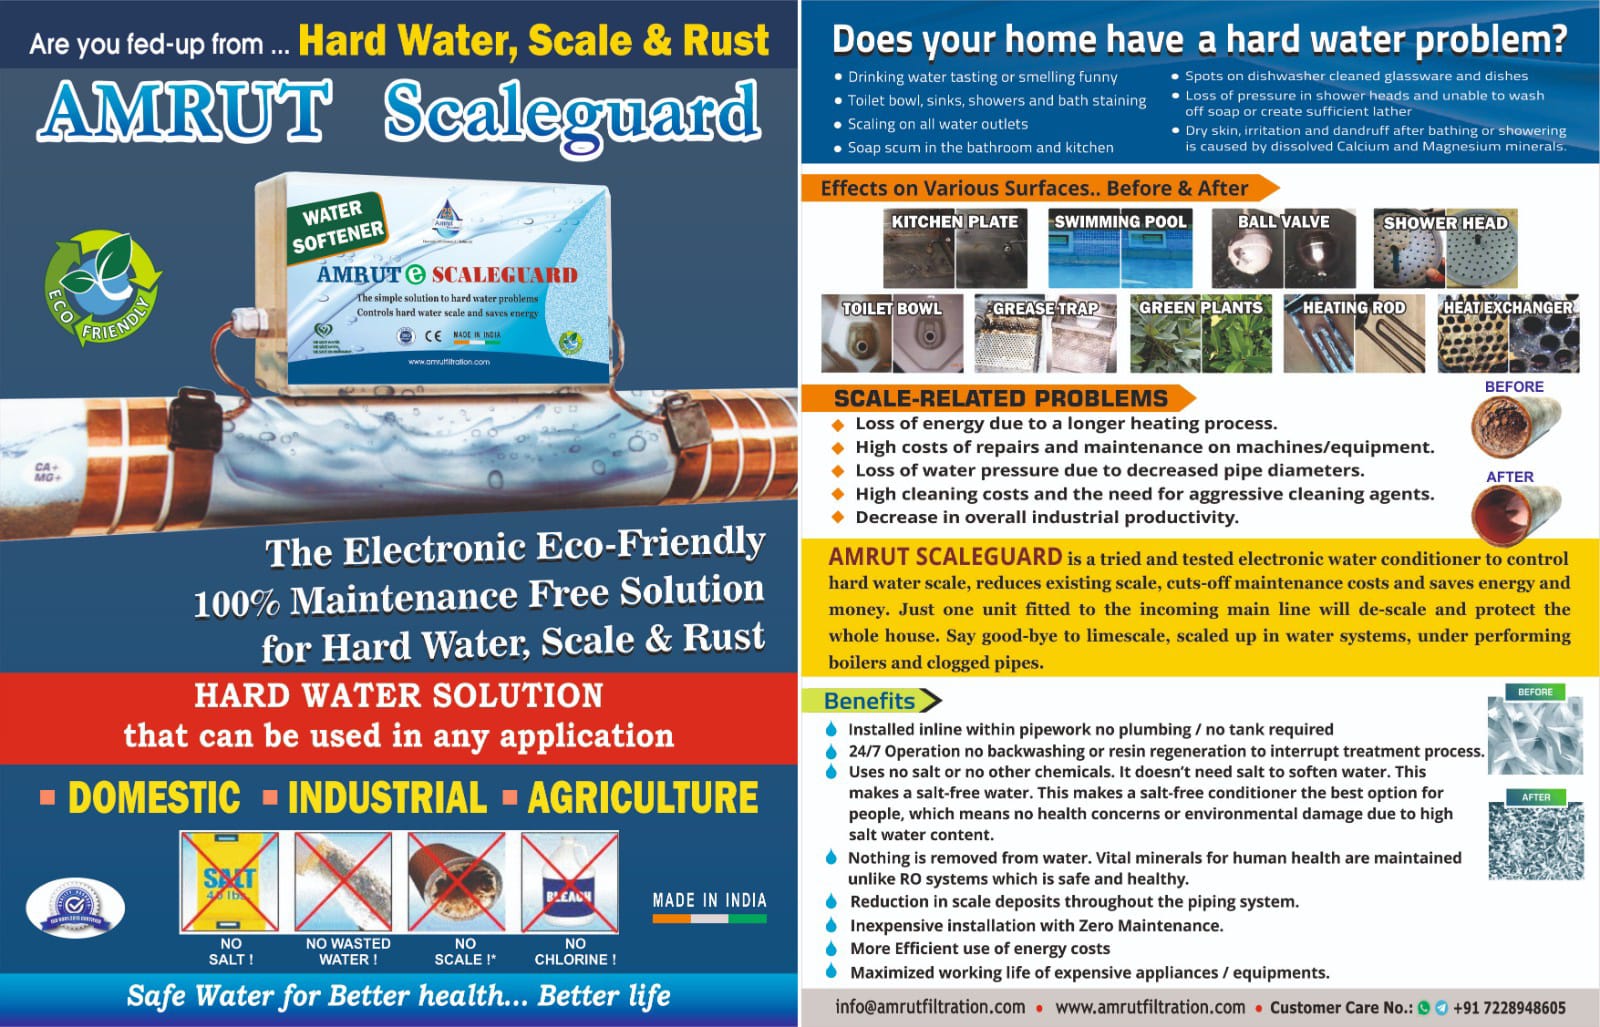 Are you fed-up from ... Hard Water, Scale & Rust
AMRUT Scaleguard
ECO FRIENDLY
WATER
SOFTENER
Amrut
AMRUT e SCALEGUARD
The simple solution to hard water problems
Controls hard water scale and saves energy
CE MADE IN INDIA
www.amrutfiltration.com
CA+
MG+
The Electronic Eco-Friendly
100% Maintenance Free Solution
for Hard Water, Scale & Rust
HARD WATER SOLUTION
that can be used in any application
DOMESTIC INDUSTRIAL AGRICULTURE
SALT
40 lbs.
BLEACH
NO
SALT !
NO WASTED
WATER !
NO
SCALE !*
NO
CHLORINE !
MADE IN INDIA
Safe Water for Better health... Better life
Does your home have a hard water problem?
• Drinking water tasting or smelling funny
• Toilet bowl, sinks, showers and bath staining
• Scaling on all water outlets
• Soap scum in the bathroom and kitchen
• Spots on dishwasher cleaned glassware and dishes
• Loss of pressure in shower heads and unable to wash
off soap or create sufficient lather
• Dry skin, irritation and dandruff after bathing or showering
is caused by dissolved Calcium and Magnesium minerals.
Effects on Various Surfaces.. Before & After
KITCHEN PLATE
SWIMMING POOL
BALL VALVE
SHOWER HEAD
TOILET BOWL
GREASE TRAP
GREEN PLANTS
HEATING ROD
HEAT EXCHANGER
SCALE-RELATED PROBLEMS
Loss of energy due to a longer heating process.
High costs of repairs and maintenance on machines/equipment.
Loss of water pressure due to decreased pipe diameters.
High cleaning costs and the need for aggressive cleaning agents.
Decrease in overall industrial productivity.
BEFORE
AFTER
AMRUT SCALEGUARD is a tried and tested electronic water conditioner to control
hard water scale, reduces existing scale, cuts-off maintenance costs and saves energy and
money. Just one unit fitted to the incoming main line will de-scale and protect the
whole house. Say good-bye to limescale, scaled up in water systems, under performing
boilers and clogged pipes.
Benefits
Installed inline within pipework no plumbing / no tank required
24/7 Operation no backwashing or resin regeneration to interrupt treatment process.
Uses no salt or no other chemicals. It doesn't need salt to soften water. This
makes a salt-free water. This makes a salt-free conditioner the best option for
people, which means no health concerns or environmental damage due to high
salt water content.
Nothing is removed from water. Vital minerals for human health are maintained
unlike RO systems which is safe and healthy.
Reduction in scale deposits throughout the piping system.
Inexpensive installation with Zero Maintenance.
More Efficient use of energy costs
Maximized working life of expensive appliances / equipments.
BEFORE
AFTER
info@amrutfiltration.com • www.amrutfiltration.com • Customer Care No.: +91 7228948605